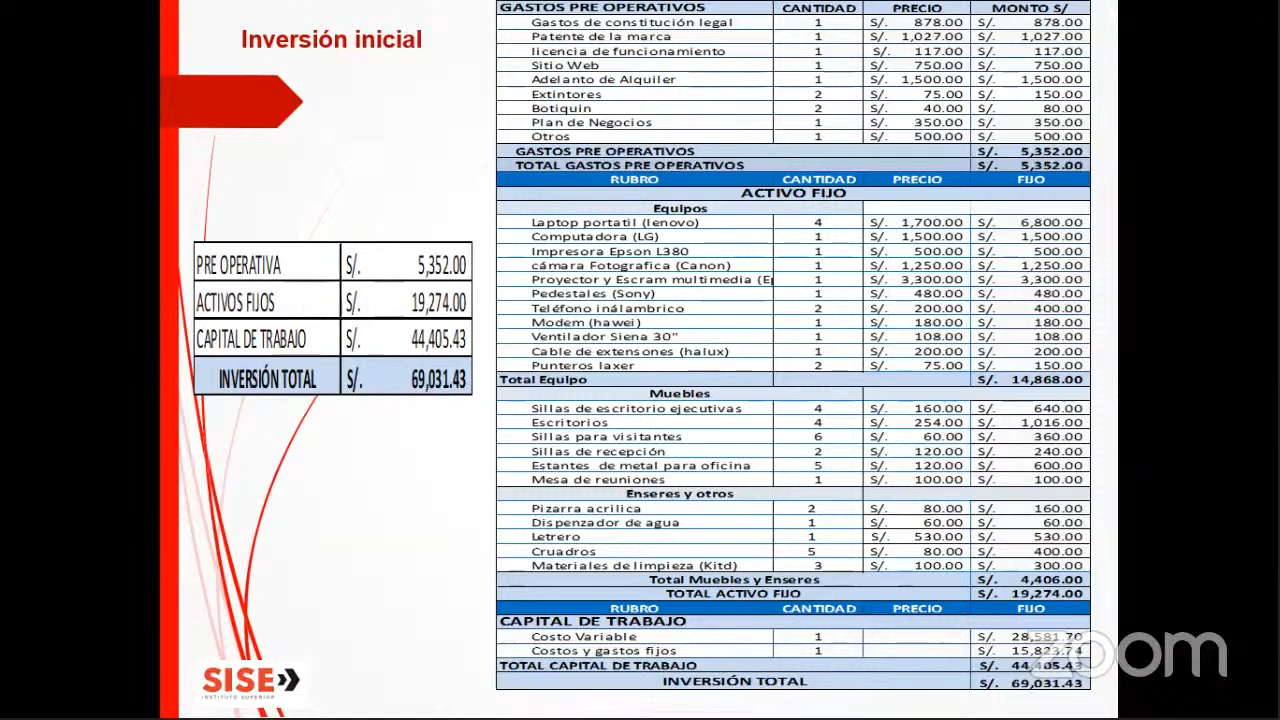 Inversión inicial
PRE OPERATIVA S/. 5,352.00
ACTIVOS FIJOS S/. 19,274.00
CAPITAL DE TRABAJO S/. 44,405.43
INVERSIÓN TOTAL S/. 69,031.43
SISE
INSTITUTO SUPERIOR
GASTOS PRE OPERATIVOS CANTIDAD PRECIO MONTO S/
Gastos de constitución legal 1 S/. 878.00 S/. 878.00
Patente de la marca 1 S/. 1,027.00 S/. 1,027.00
licencia de funcionamiento 1 S/. 117.00 S/. 117.00
Sitio Web 1 S/. 750.00 S/. 750.00
Adelanto de Alquiler 1 S/. 1,500.00 S/. 1,500.00
Extintores 2 S/. 75.00 S/. 150.00
Botiquin 2 S/. 40.00 S/. 80.00
Plan de Negocios 1 S/. 350.00 S/. 350.00
Otros 1 S/. 500.00 S/. 500.00
GASTOS PRE OPERATIVOS S/. 5,352.00
TOTAL GASTOS PRE OPERATIVOS S/. 5,352.00
RUBRO CANTIDAD PRECIO FIJO
ACTIVO FIJO
Equipos
Laptop portatil (lenovo) 4 S/. 1,700.00 S/. 6,800.00
Computadora (LG) 1 S/. 1,500.00 S/. 1,500.00
Impresora Epson L380 1 S/. 500.00 S/. 500.00
cámara Fotografica (Canon) 1 S/. 1,250.00 S/. 1,250.00
Proyector y Escram multimedia (Ep 1 S/. 3,300.00 S/. 3,300.00
Pedestales (Sony) 1 S/. 480.00 S/. 480.00
Teléfono inálambrico 2 S/. 200.00 S/. 400.00
Modem (hawei) 1 S/. 180.00 S/. 180.00
Ventilador Siena 30" 1 S/. 108.00 S/. 108.00
Cable de extensones (halux) 1 S/. 200.00 S/. 200.00
Punteros laxer 2 S/. 75.00 S/. 150.00
Total Equipo S/. 14,868.00
Muebles
Sillas de escritorio ejecutivas 4 S/. 160.00 S/. 640.00
Escritorios 4 S/. 254.00 S/. 1,016.00
Sillas para visitantes 6 S/. 60.00 S/. 360.00
Sillas de recepción 2 S/. 120.00 S/. 240.00
Estantes de metal para oficina 5 S/. 120.00 S/. 600.00
Mesa de reuniones 1 S/. 100.00 S/. 100.00
Enseres y otros
Pizarra acrilica 2 S/. 80.00 S/. 160.00
Dispenzador de agua 1 S/. 60.00 S/. 60.00
Letrero 1 S/. 530.00 S/. 530.00
Cruadros 5 S/. 80.00 S/. 400.00
Materiales de limpieza (Kitd) 3 S/. 100.00 S/. 300.00
Total Muebles y Enseres S/. 4,406.00
TOTAL ACTIVO FIJO S/. 19,274.00
RUBRO CANTIDAD PRECIO FIJO
CAPITAL DE TRABAJO
Costo Variable 1 S/. 28,581.70
Costos y gastos fijos 1 S/. 15,823.74
TOTAL CAPITAL DE TRABAJO S/. 44,405.43
INVERSIÓN TOTAL S/. 69,031.43
zoom